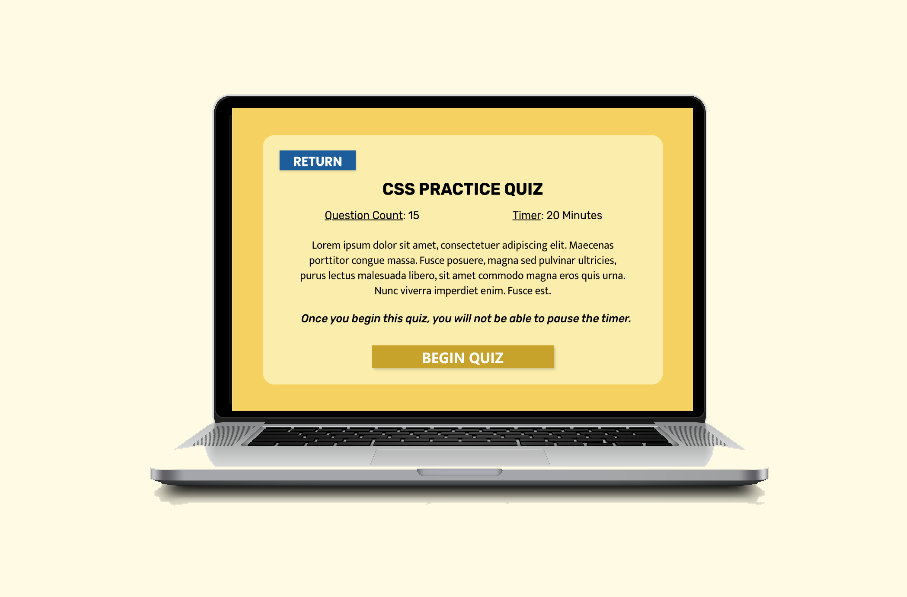 RETURN
CSS PRACTICE QUIZ
Question Count: 15
Timer: 20 Minutes
Lorem ipsum dolor sit amet, consectetuer adipiscing elit. Maecenas
porttitor congue massa. Fusce posuere, magna sed pulvinar ultricies,
purus lectus malesuada libero, sit amet commodo magna eros quis urna.
Nunc viverra imperdiet enim. Fusce est.
Once you begin this quiz, you will not be able to pause the timer.
BEGIN QUIZ